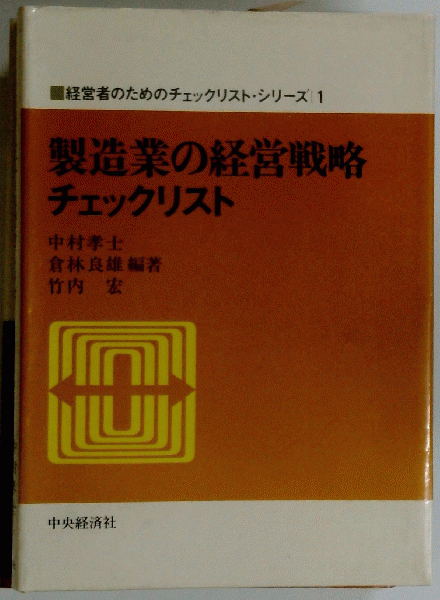 ■経営者のためのチェックリスト・シリーズ|1
製造業の経営戦略
チェックリスト
中村孝士
倉林良雄 編著
竹内 宏
中央経済社